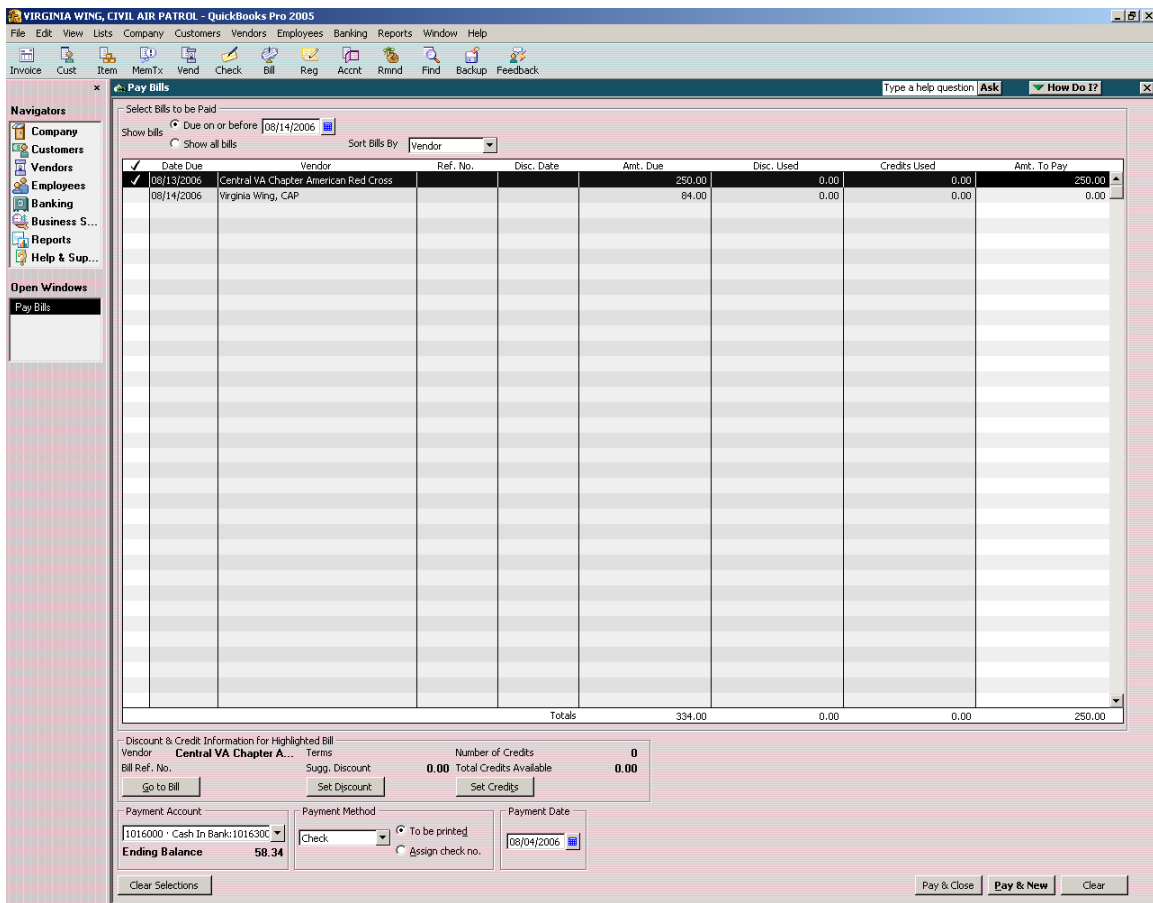 VIRGINIA WING, CIVIL AIR PATROL - QuickBooks Pro 2005
File Edit View Lists Company Customers Vendors Employees Banking Reports Window Help
Invoice Cust Item MemTx Vend Check Bill Reg Accnt Rmnd Find Backup Feedback
Pay Bills Type a help question Ask How Do I?
Navigators
Company
Customers
Vendors
Employees
Banking
Business S...
Reports
Help & Sup...
Open Windows
Pay Bills
Select Bills to be Paid
Show bills Due on or before 08/14/2006
Show all bills Sort Bills By Vendor
✓ Date Due Vendor Ref. No. Disc. Date Amt. Due Disc. Used Credits Used Amt. To Pay
✓ 08/13/2006 Central VA Chapter American Red Cross 250.00 0.00 0.00 250.00
08/14/2006 Virginia Wing, CAP 84.00 0.00 0.00 0.00
Totals 334.00 0.00 0.00 250.00
Discount & Credit Information for Highlighted Bill
Vendor Central VA Chapter A... Terms Number of Credits 0
Bill Ref. No. Sugg. Discount 0.00 Total Credits Available 0.00
Go to Bill Set Discount Set Credits
Payment Account Payment Method Payment Date
1016000 · Cash In Bank:101630C Check To be printed 08/04/2006
Ending Balance 58.34 Assign check no.
Clear Selections Pay & Close Pay & New Clear